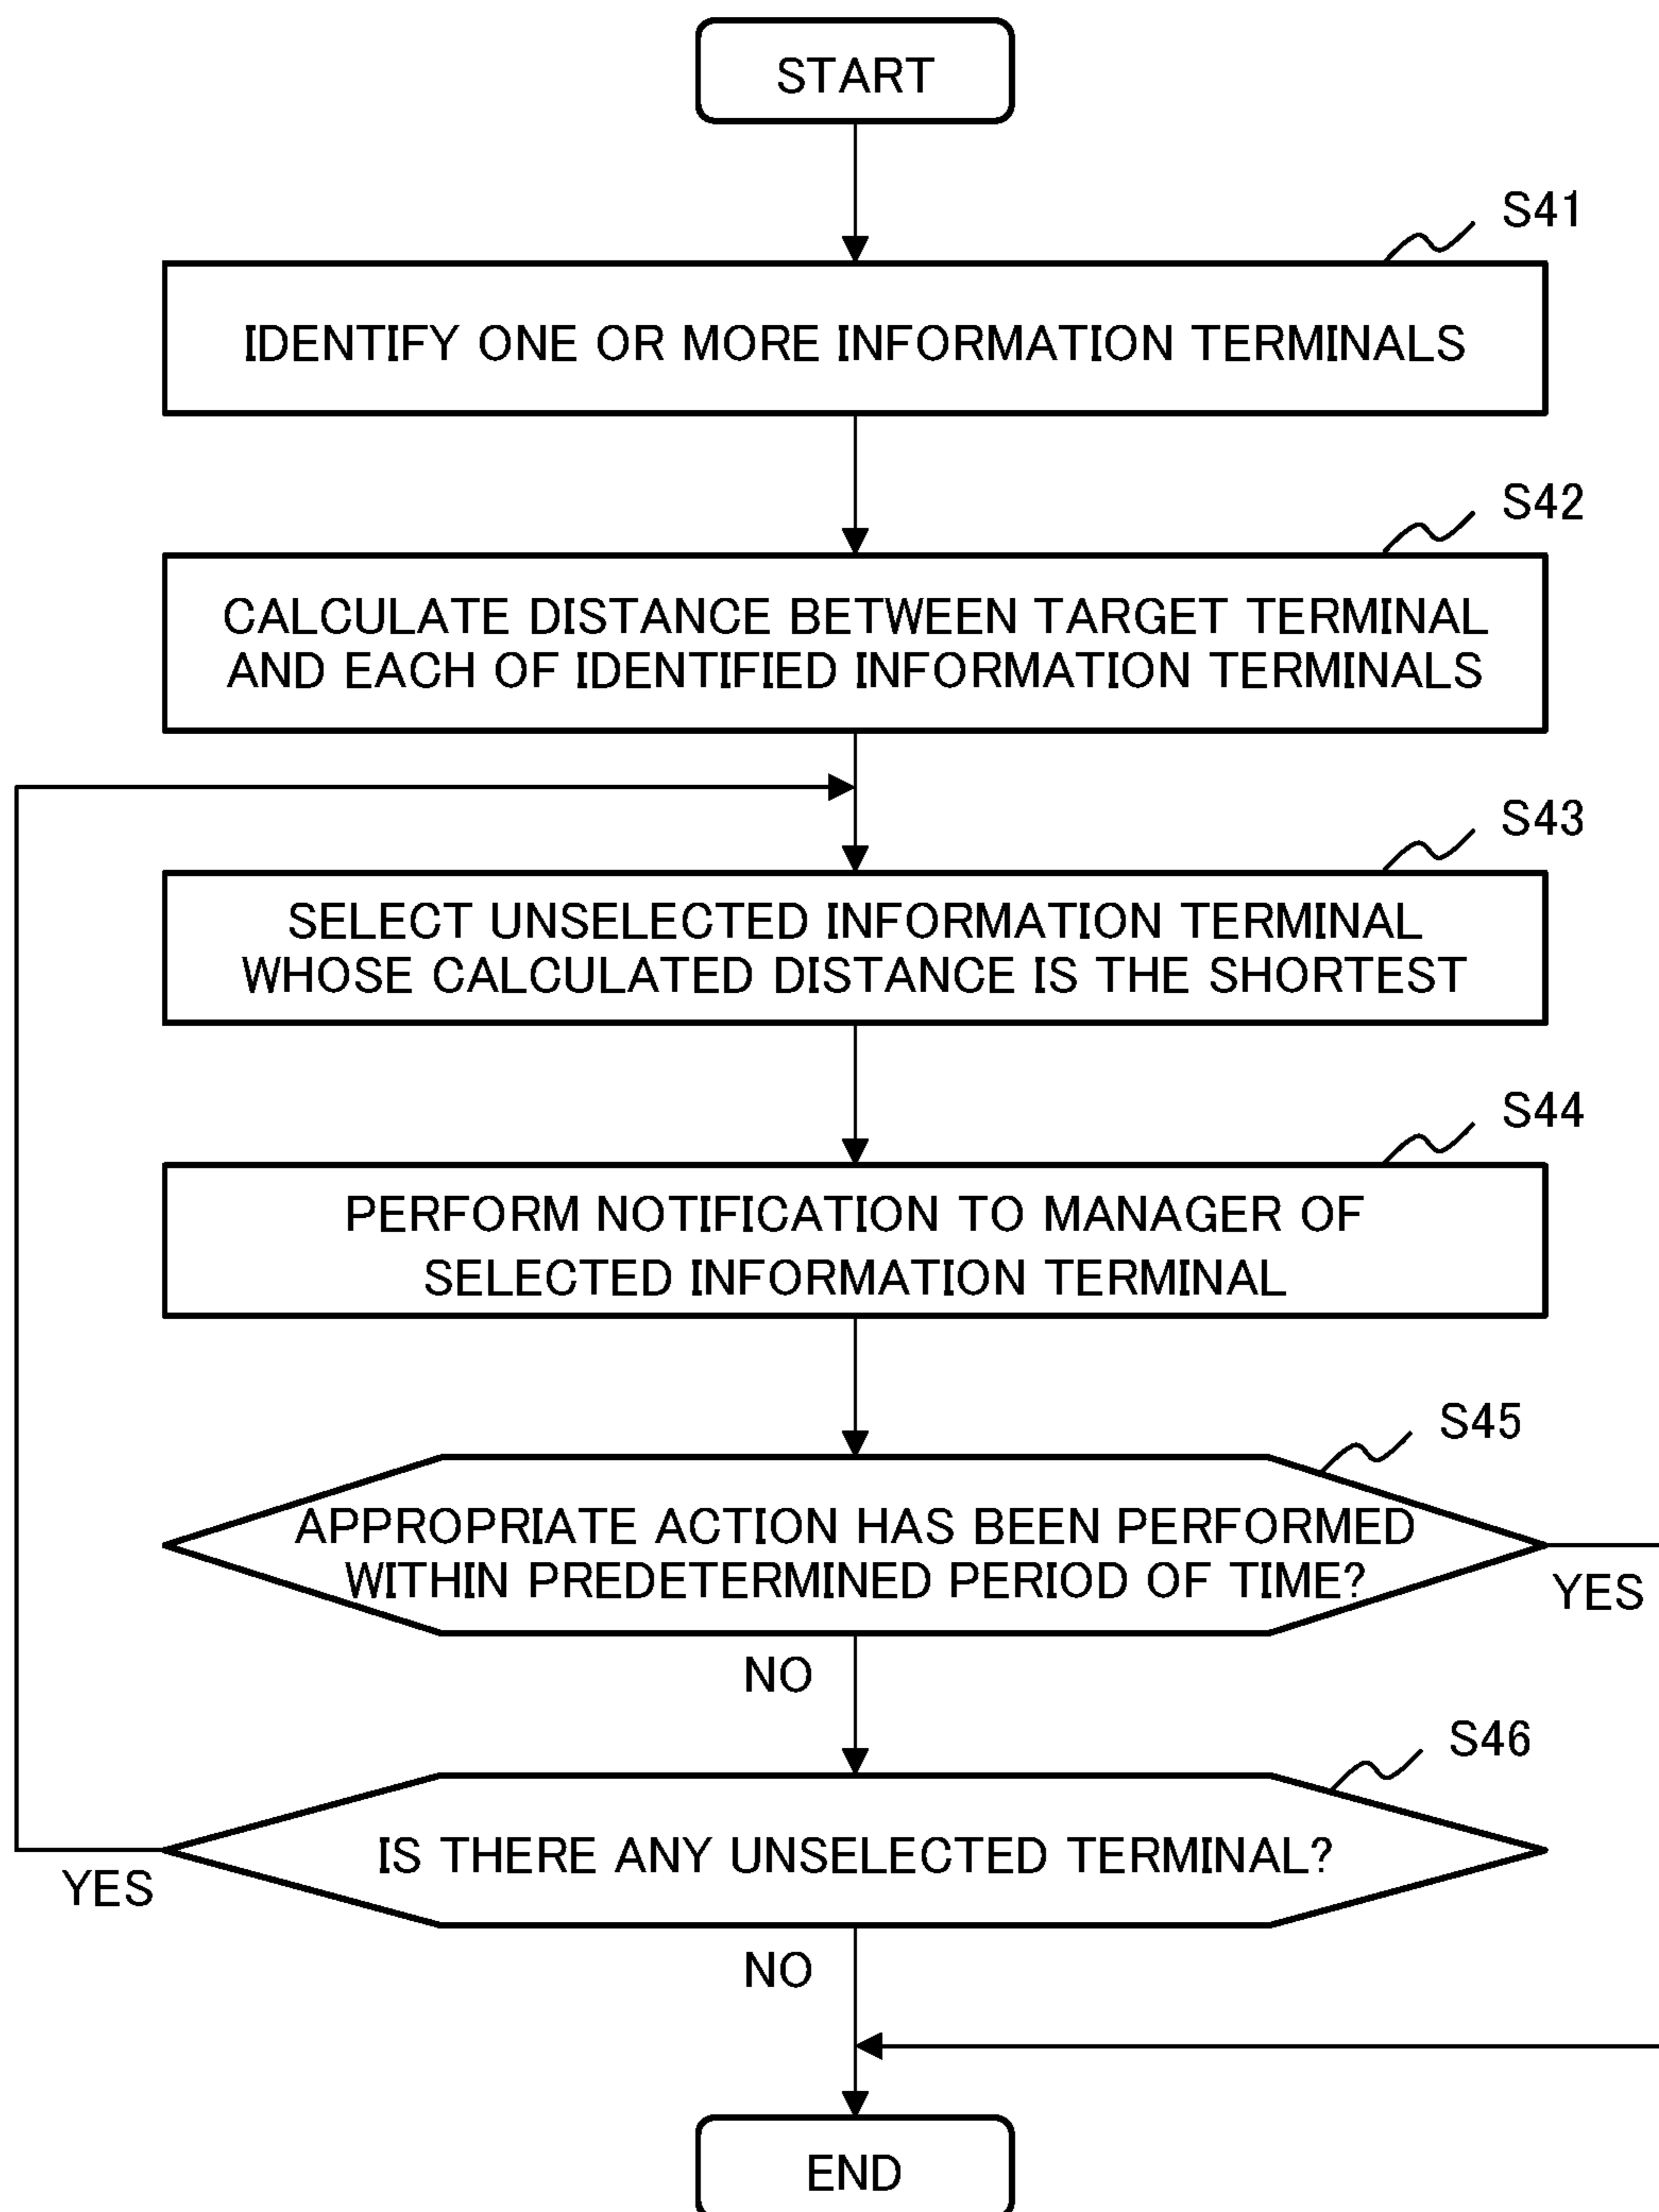 START
S41
IDENTIFY ONE OR MORE INFORMATION TERMINALS
S42
CALCULATE DISTANCE BETWEEN TARGET TERMINAL
AND EACH OF IDENTIFIED INFORMATION TERMINALS
S43
SELECT UNSELECTED INFORMATION TERMINAL
WHOSE CALCULATED DISTANCE IS THE SHORTEST
S44
PERFORM NOTIFICATION TO MANAGER OF
SELECTED INFORMATION TERMINAL
S45
APPROPRIATE ACTION HAS BEEN PERFORMED
WITHIN PREDETERMINED PERIOD OF TIME?
YES
NO
S46
IS THERE ANY UNSELECTED TERMINAL?
YES
NO
END